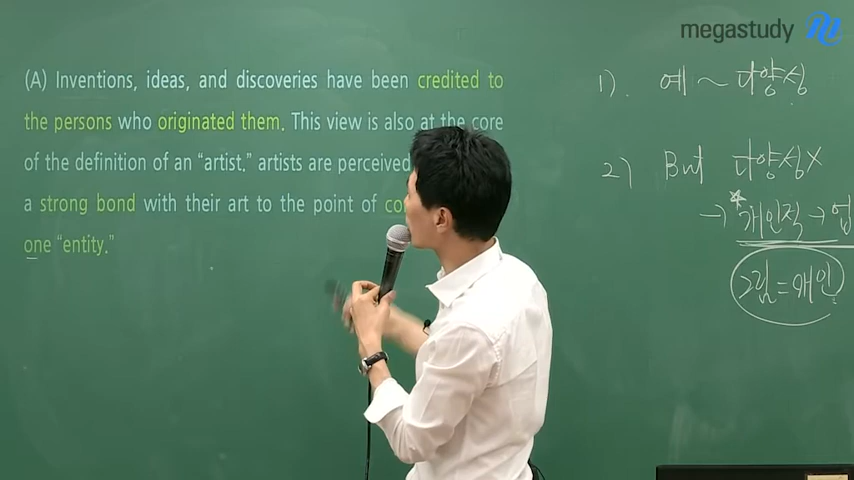 megastudy
(A) Inventions, ideas, and discoveries have been credited to
the persons who originated them. This view is also at the core
of the definition of an “artist.” artists are perceived
a strong bond with their art to the point of
one “entity.”
1). 예 ~ 다양성
2) But 다양성X
→ 개인적 → 업
그림 = 개인